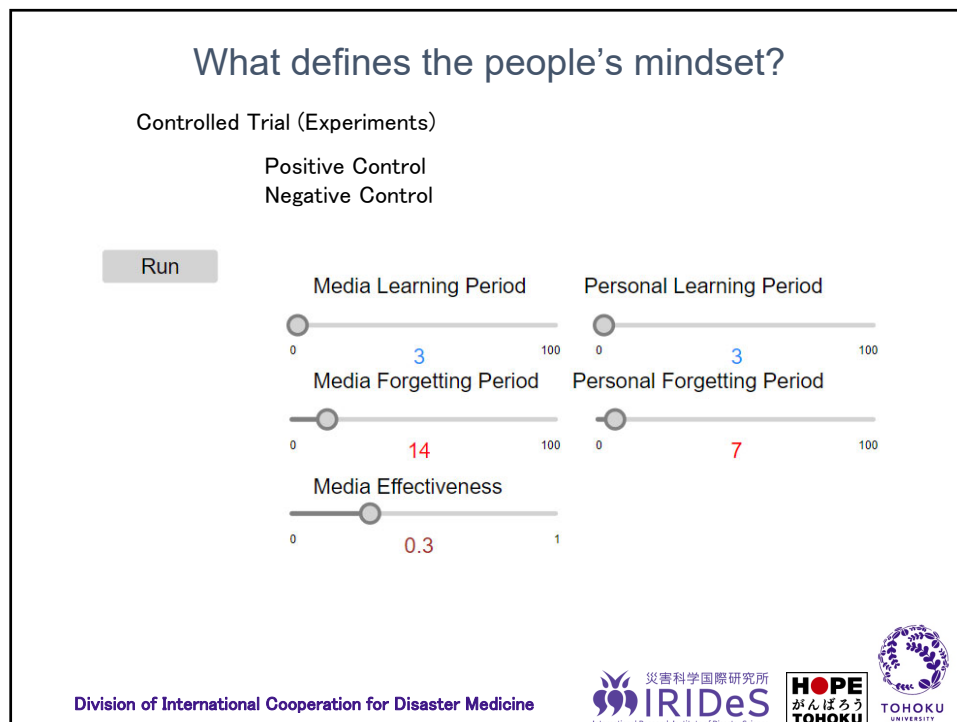 What defines the people's mindset?
Controlled Trial (Experiments)
Positive Control
Negative Control
Run
Media Learning Period
Personal Learning Period
0
3
100
0
3
100
Media Forgetting Period
Personal Forgetting Period
0
14
100
0
7
100
Media Effectiveness
0
0.3
1
Division of International Cooperation for Disaster Medicine
災害科学国際研究所
IRIDeS
HOPE
がんばろう
TOHOKU
TOHOKU
UNIVERSITY